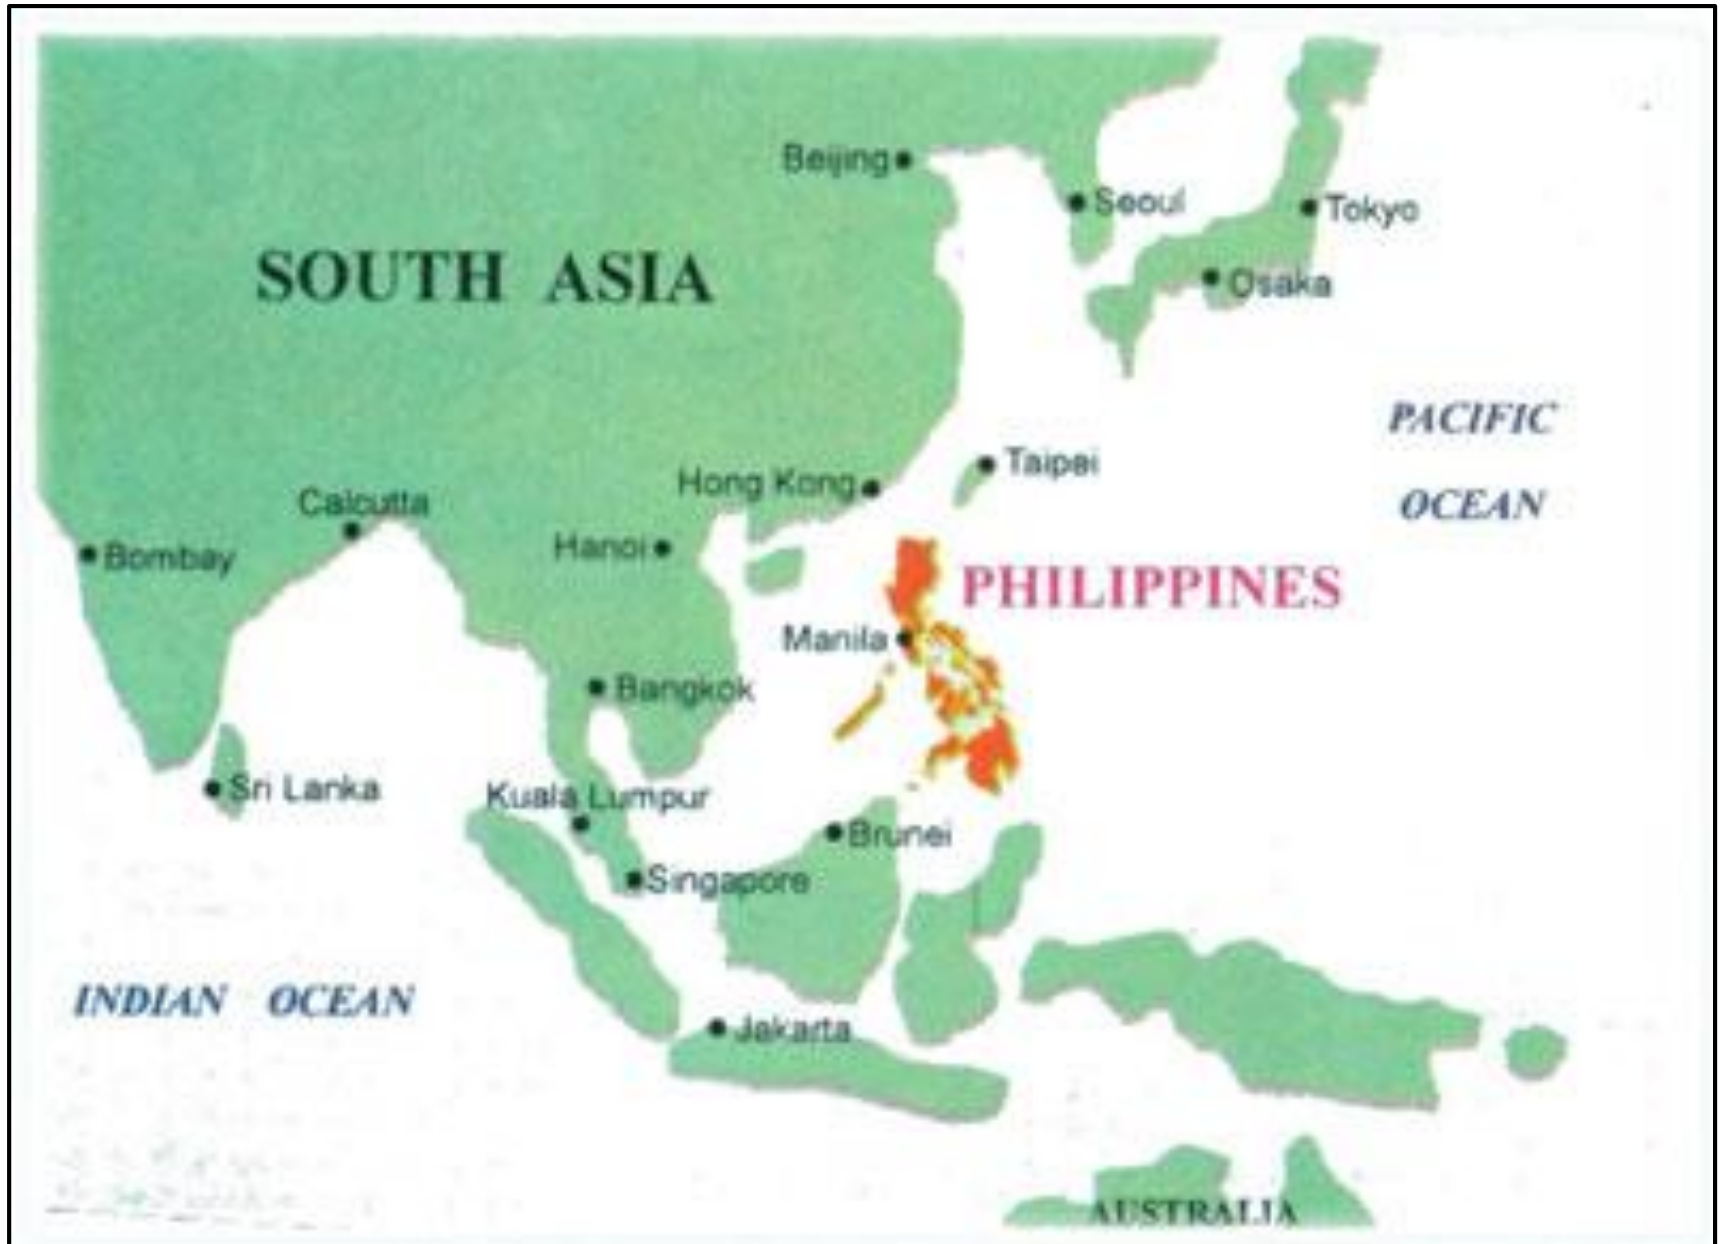 Beijing
Seoul
Tokyo
SOUTH ASIA
Osaka
PACIFIC
OCEAN
Taipei
Hong Kong
Calcutta
Hanoi
Bombay
PHILIPPINES
Manila
Bangkok
Sri Lanka
Kuala Lumpur
Brunei
Singapore
INDIAN OCEAN
Jakarta
AUSTRALIA